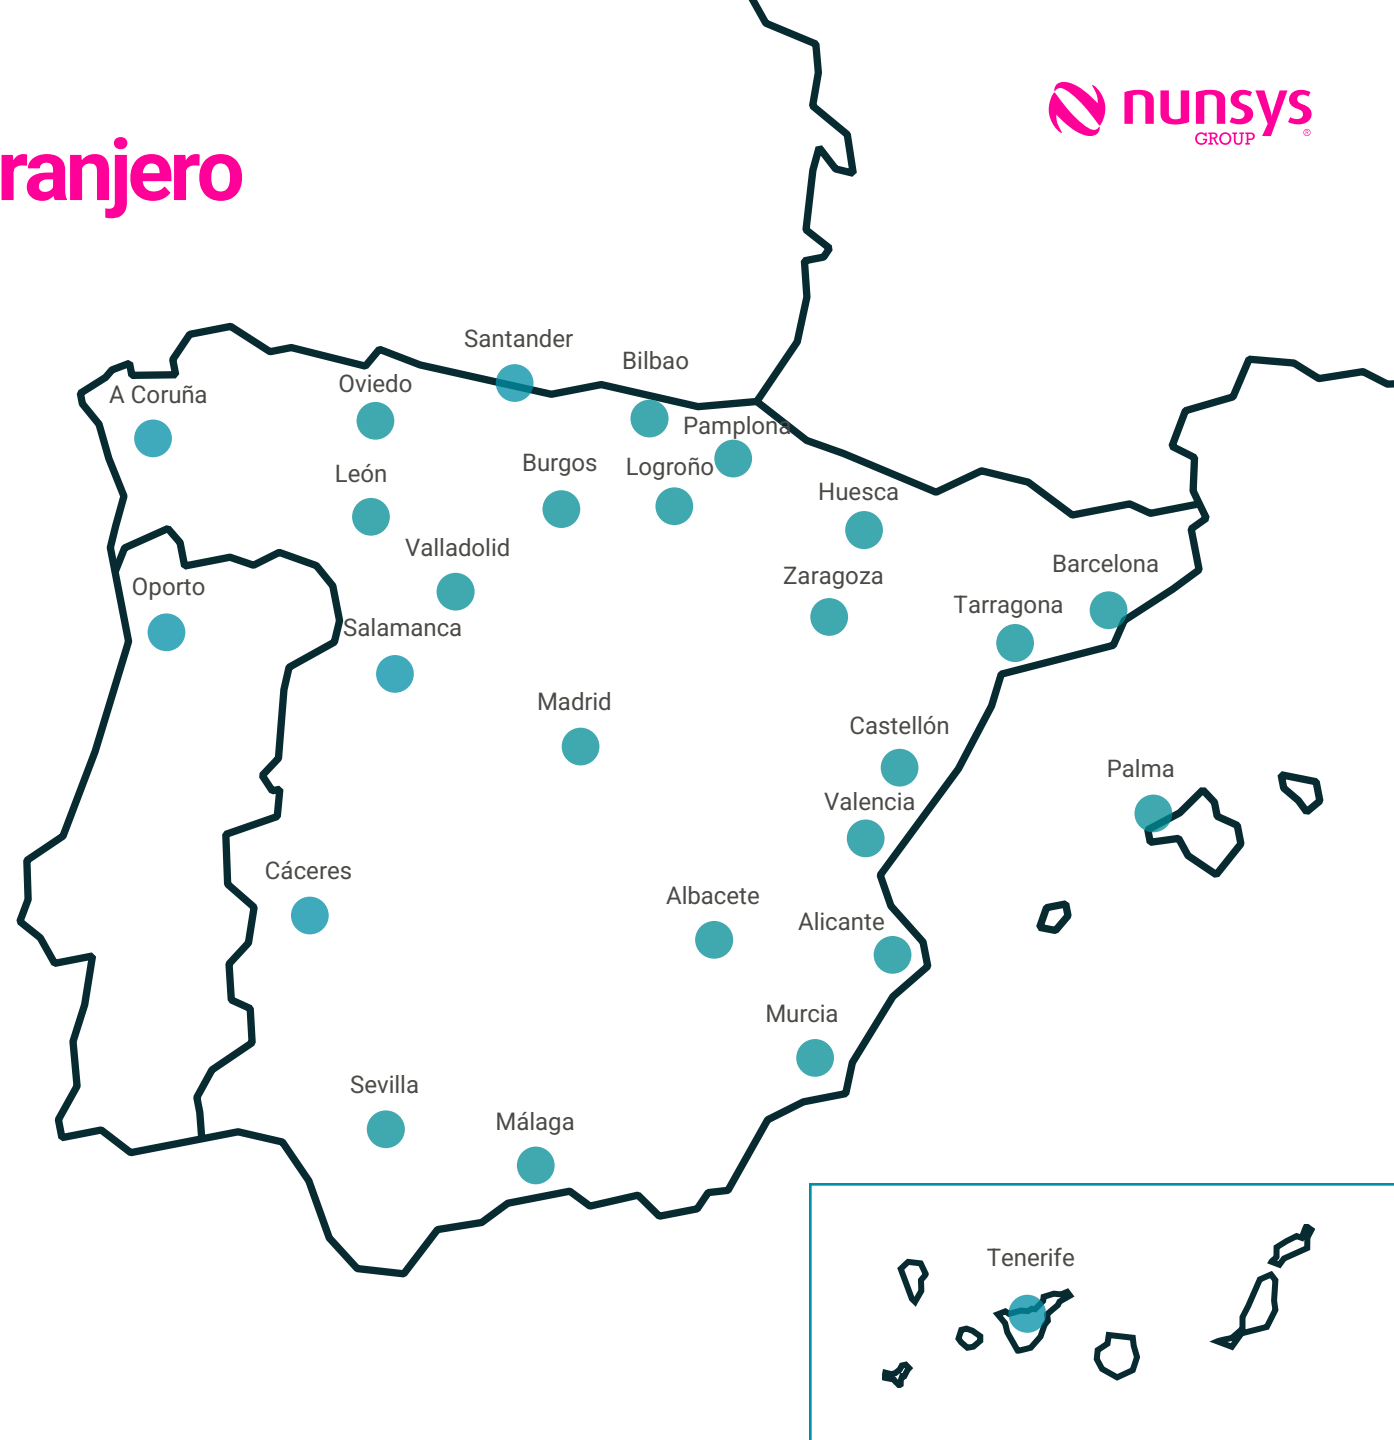 nunsys
GROUP
®
ranjero
Santander
Bilbao
Oviedo
A Coruña
Pamplona
Burgos
Logroño
León
Huesca
Valladolid
Barcelona
Zaragoza
Oporto
Tarragona
Salamanca
Madrid
Castellón
Palma
Valencia
Cáceres
Albacete
Alicante
Murcia
Sevilla
Málaga
Tenerife